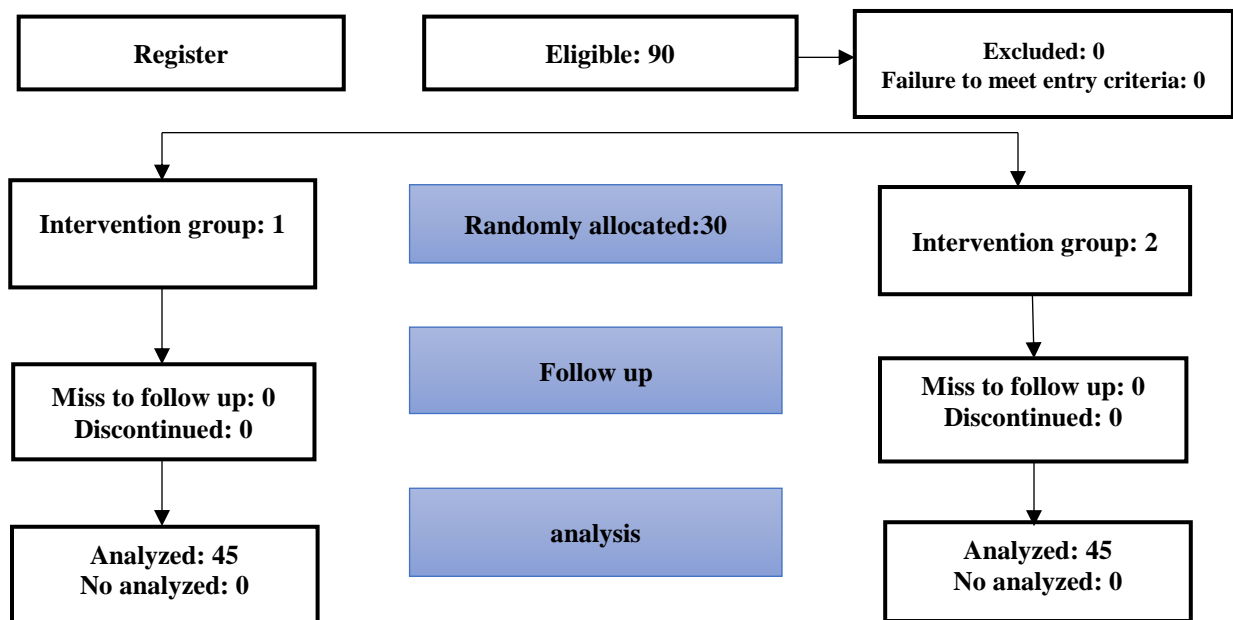 Register
Eligible: 90
Excluded: 0
Failure to meet entry criteria: 0
Intervention group: 1
Randomly allocated:30
Intervention group: 2
Miss to follow up: 0
Discontinued: 0
Follow up
Miss to follow up: 0
Discontinued: 0
Analyzed: 45
No analyzed: 0
analysis
Analyzed: 45
No analyzed: 0